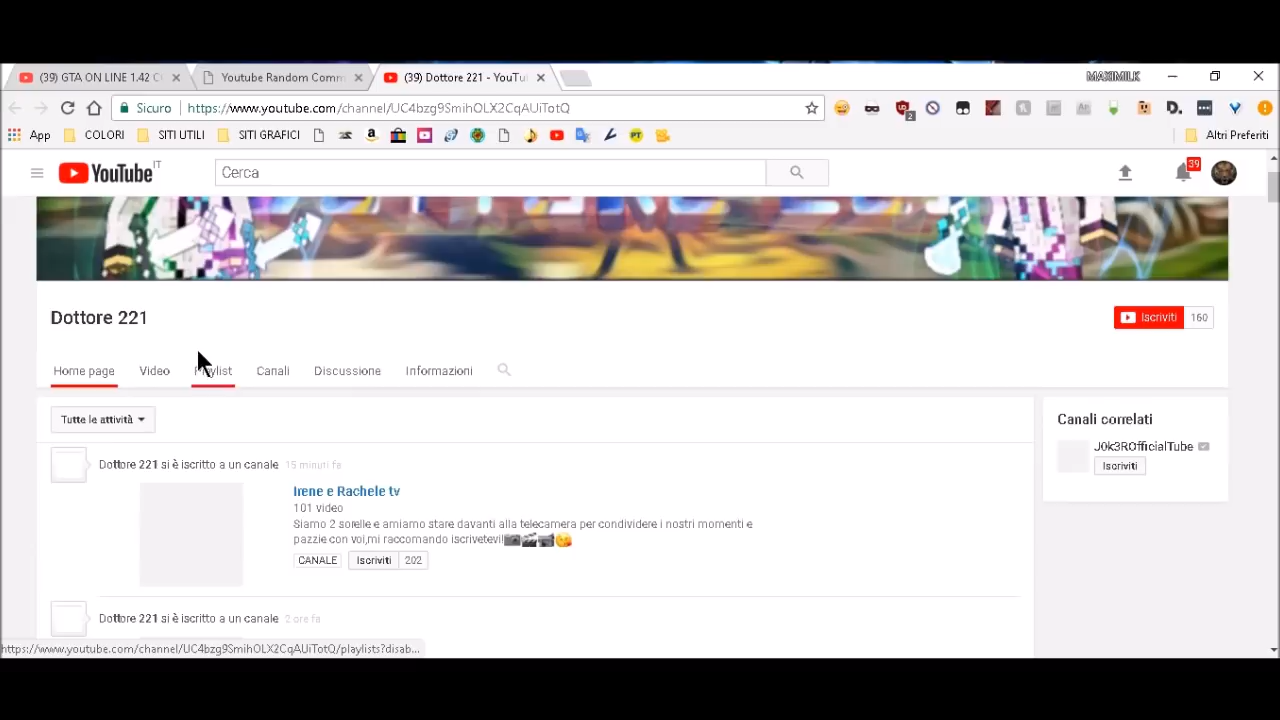 (39) GTA ON LINE 1.42 C
Youtube Random Comm
(39) Dottore 221 - YouTu
MAXIMILK
Sicuro
https://www.youtube.com/channel/UC4bzg9SmihOLX2CqAUiTotQ
2
App
COLORI
SITI UTILI
SITI GRAFICI
Altri Preferiti
YouTube IT
Cerca
39
Dottore 221
Iscriviti 160
Home page
Video
Playlist
Canali
Discussione
Informazioni
Tutte le attività
Canali correlati
J0k3ROfficialTube
Iscriviti
Dottore 221 si è iscritto a un canale 15 minuti fa
Irene e Rachele tv
101 video
Siamo 2 sorelle e amiamo stare davanti alla telecamera per condividere i nostri momenti e
pazzie con voi,mi raccomando iscrivetevi!
CANALE Iscriviti 202
Dottore 221 si è iscritto a un canale 2 ore fa
https://www.youtube.com/channel/UC4bzg9SmihOLX2CqAUiTotQ/playlists?disab...